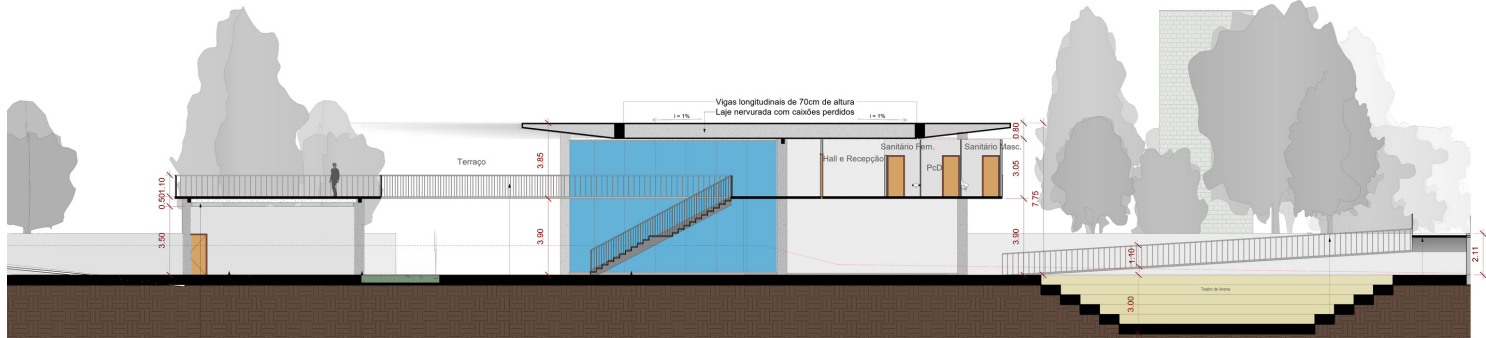 Vigas longitudinais de 70cm de altura
Laje nervurada com caixões perdidos
i = 1%
i = 1%
0.80
3.85
Terraço
Hall e Recepção
Sanitário Fem.
PcD
Sanitário Masc.
3.05
7.75
1.10
0.50
3.50
3.90
3.90
1.10
2.11
Teatro de Arena
3.00